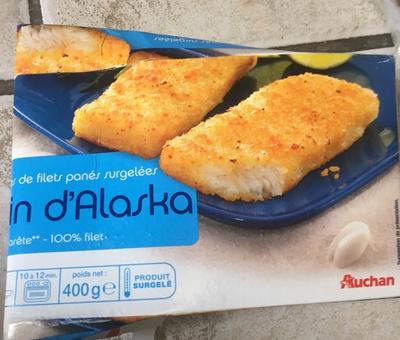 de filets panés surgelées
in d'Alaska
arête** - 100% filet
10 à 12 min.
poids net :
400g e
PRODUIT
SURGELÉ
Auchan